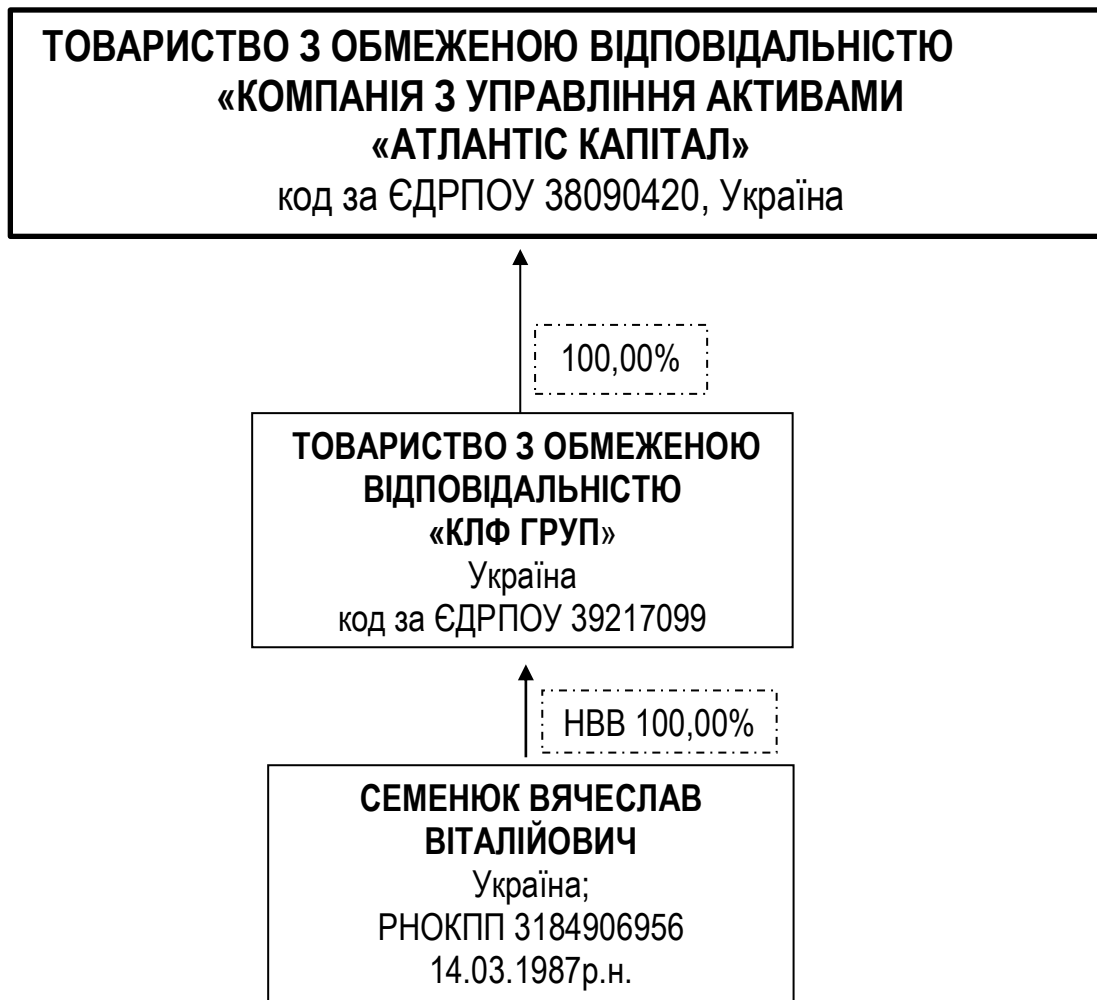 ТОВАРИСТВО З ОБМЕЖЕНОЮ ВІДПОВІДАЛЬНІСТЮ
«КОМПАНІЯ З УПРАВЛІННЯ АКТИВАМИ
«АТЛАНТІС КАПІТАЛ»
код за ЄДРПОУ 38090420, Україна
100,00%
ТОВАРИСТВО З ОБМЕЖЕНОЮ
ВІДПОВІДАЛЬНІСТЮ
«КЛФ ГРУП»
Україна
код за ЄДРПОУ 39217099
НВВ 100,00%
СЕМЕНЮК ВЯЧЕСЛАВ
ВІТАЛІЙОВИЧ
Україна;
РНОКПП 3184906956
14.03.1987р.н.